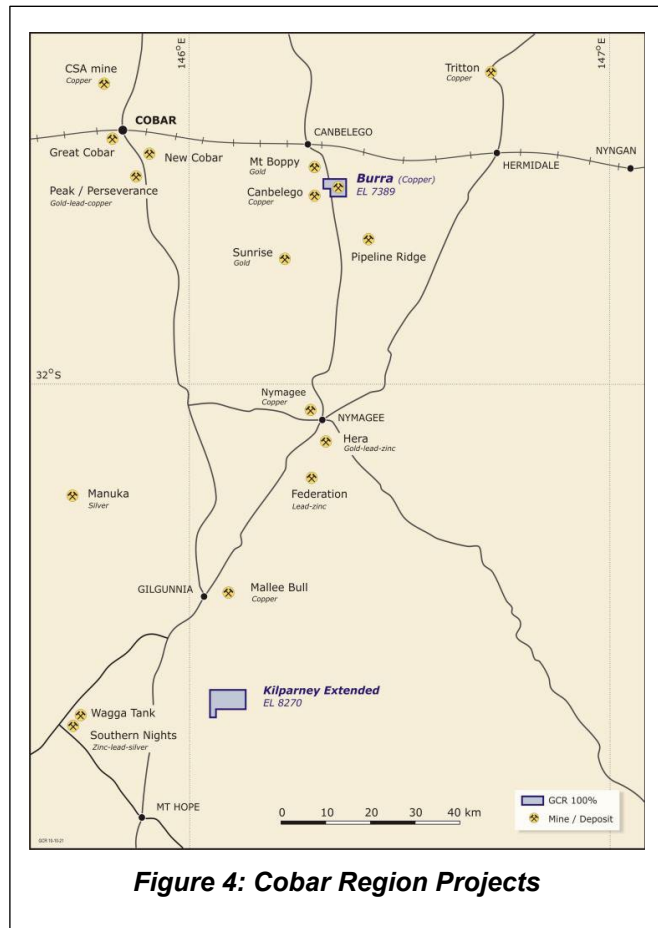 146°E
147°E
CSA mine
Copper
Tritton
Copper
COBAR
CANBELEGO
Great Cobar
New Cobar
Mt Boppy
Gold
HERMIDALE
NYNGAN
Peak / Perseverance
Gold-lead-copper
Canbelego
Copper
Burra (Copper)
EL 7389
Sunrise
Gold
Pipeline Ridge
32°S
Nymagee
Copper
NYMAGEE
Hera
Gold-lead-zinc
Manuka
Silver
Federation
Lead-zinc
GILGUNNIA
Mallee Bull
Copper
Kilparney Extended
EL 8270
Wagga Tank
Southern Nights
Zinc-lead-silver
MT HOPE
0 10 20 30 40 km
GCR 100%
Mine / Deposit
Figure 4: Cobar Region Projects